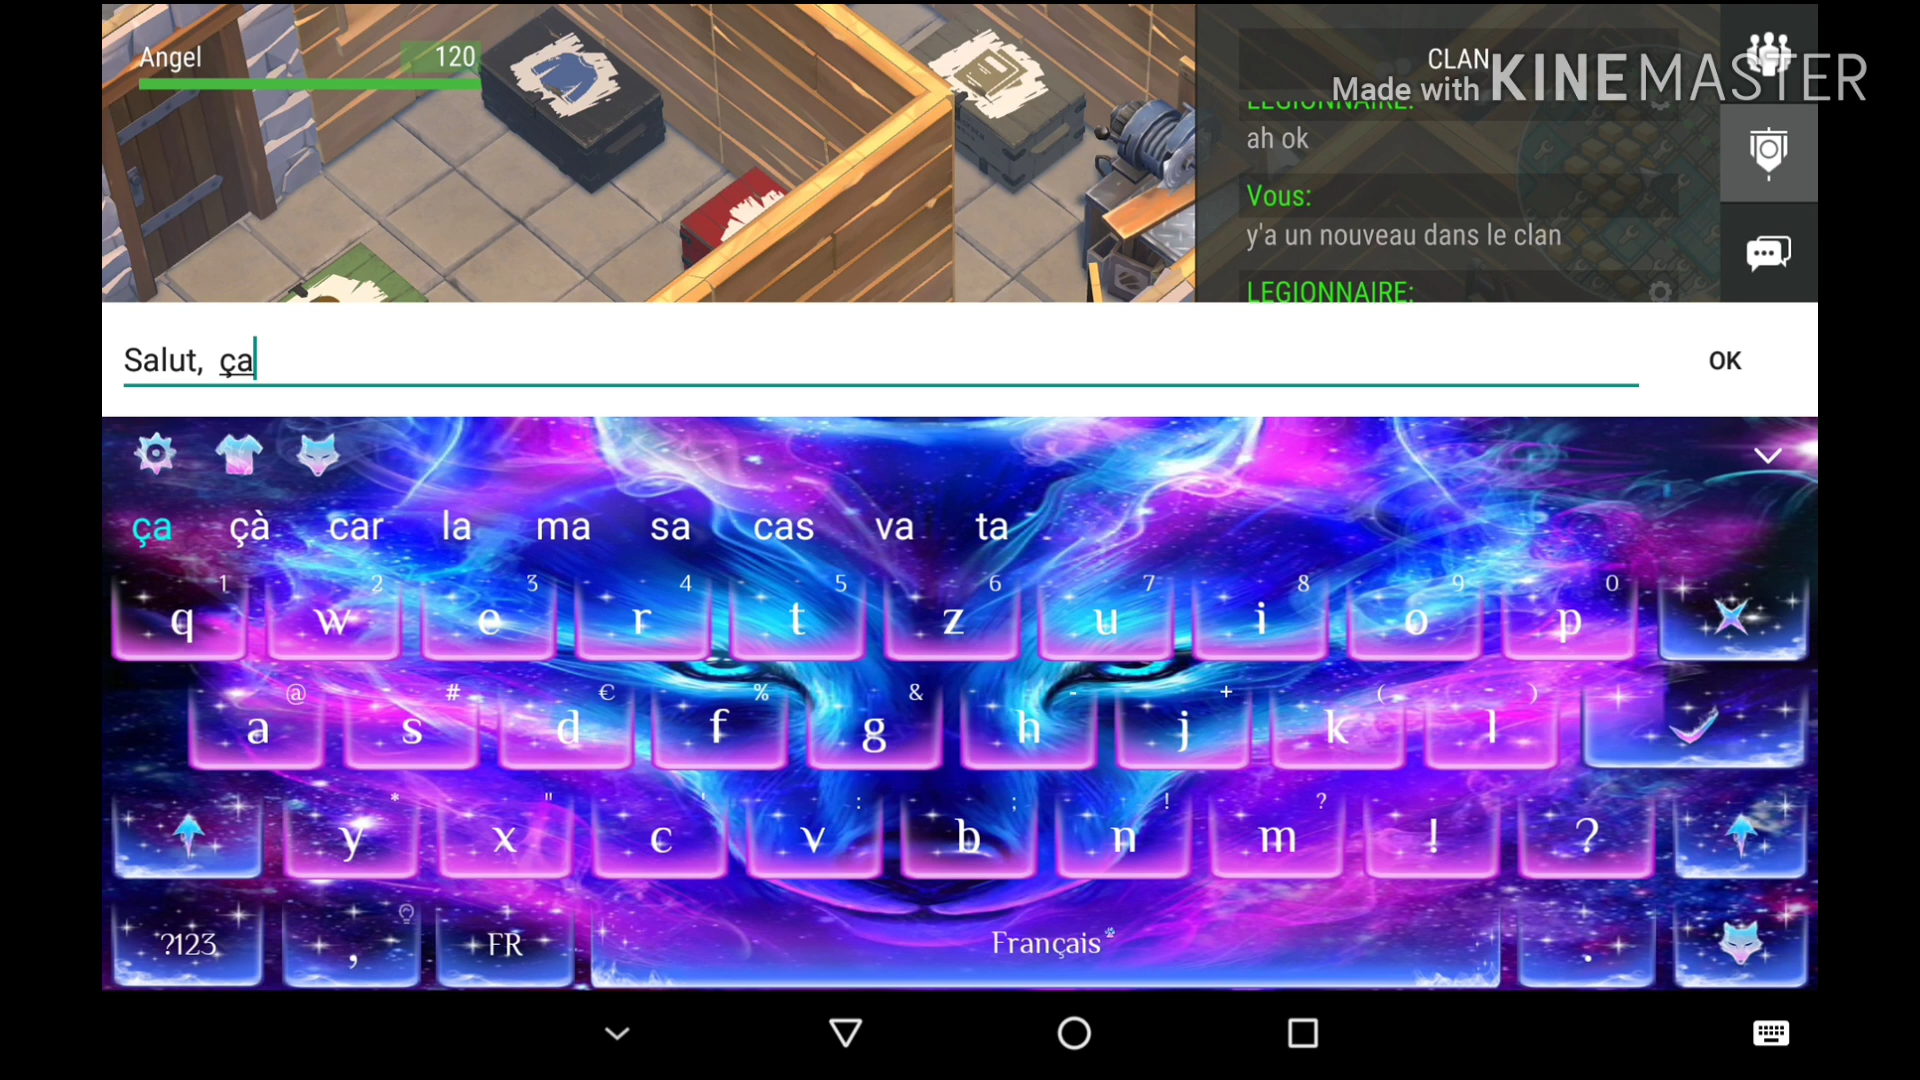 Angel
120
CLAN
Made with KINEMASTER
LEGIONNAIRE:
ah ok
Vous:
y'a un nouveau dans le clan
LEGIONNAIRE:
Salut, ça
OK
ça çà car la ma sa cas va ta
1 2 3 4 5 6 7 8 9 0
q w e r t z u i o p
@ # € % & - + ( )
a s d f g h j k l
* " ' : ; ! ?
y x c v b n m ! ?
?123 , FR Français .